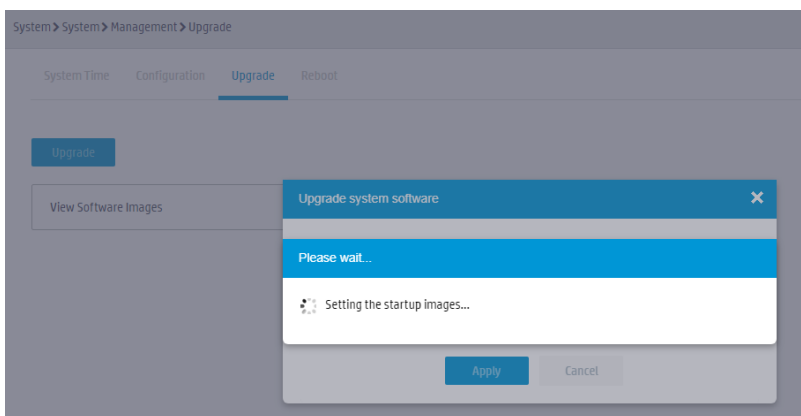 System > System > Management > Upgrade
System Time Configuration Upgrade Reboot
Upgrade
View Software Images
Upgrade system software
Please wait...
Setting the startup images...
Apply Cancel